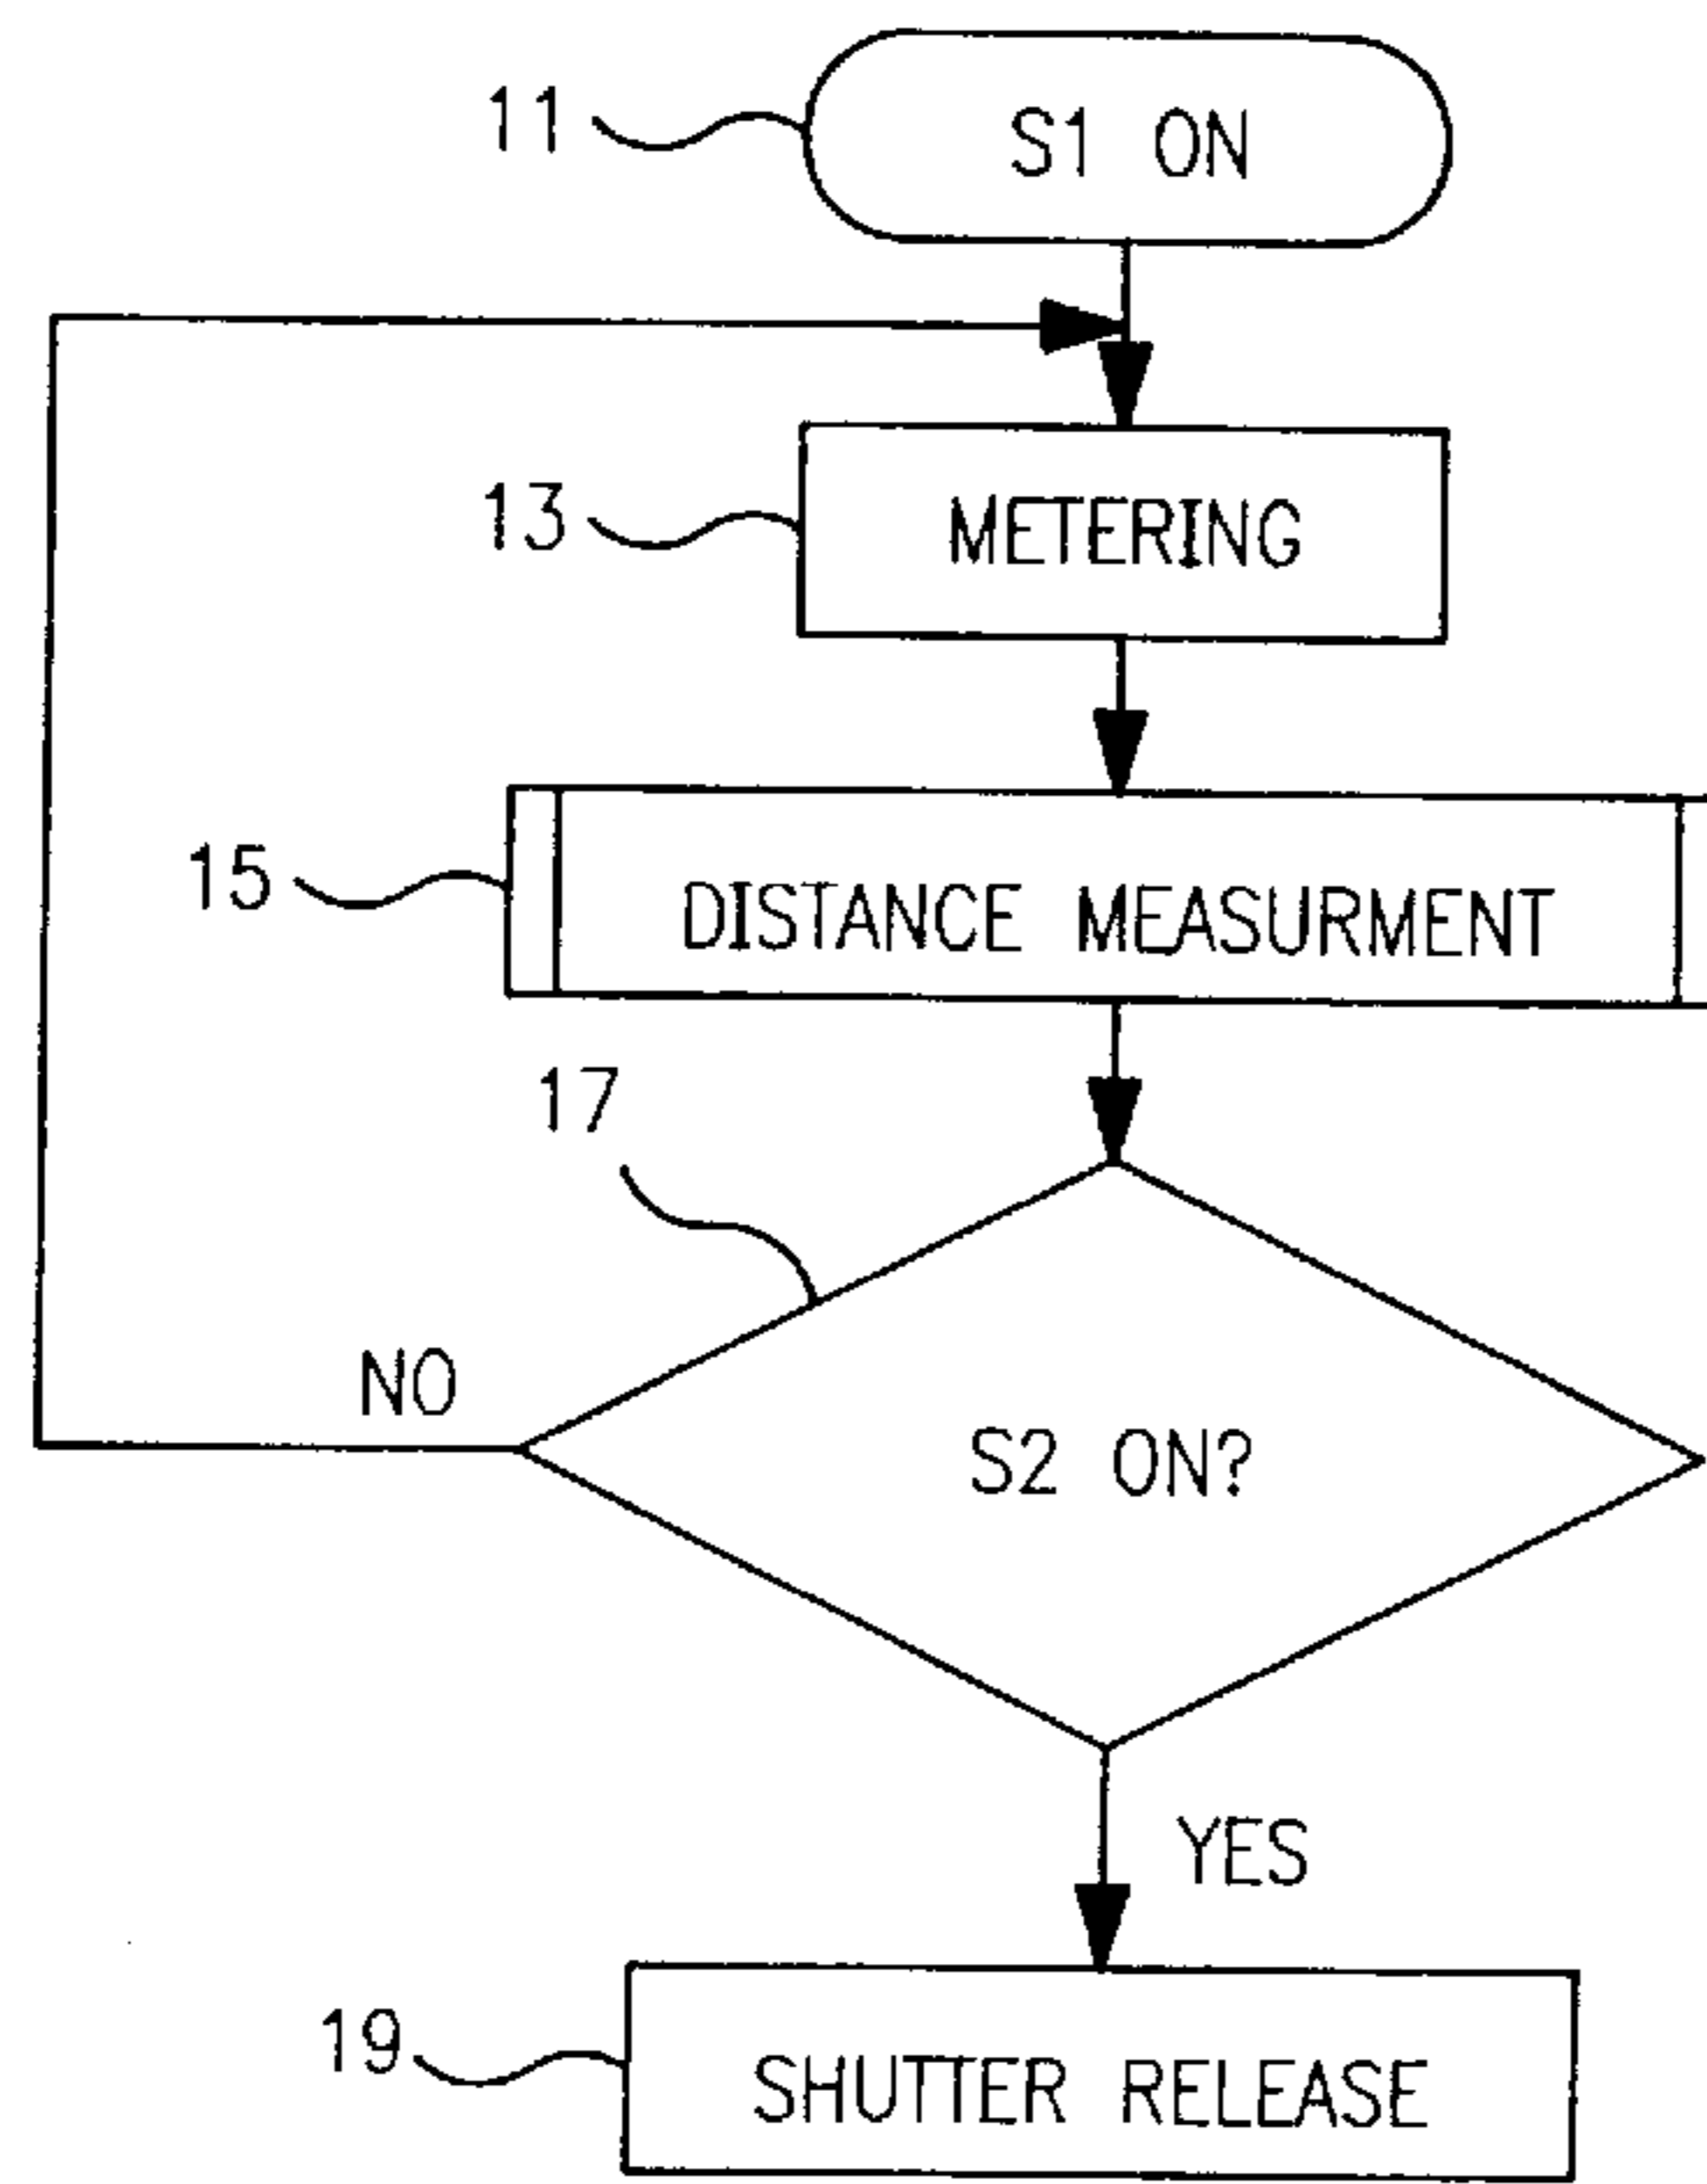 11
S1 ON
13
METERING
15
DISTANCE MEASURMENT
17
NO
S2 ON?
YES
19
SHUTTER RELEASE